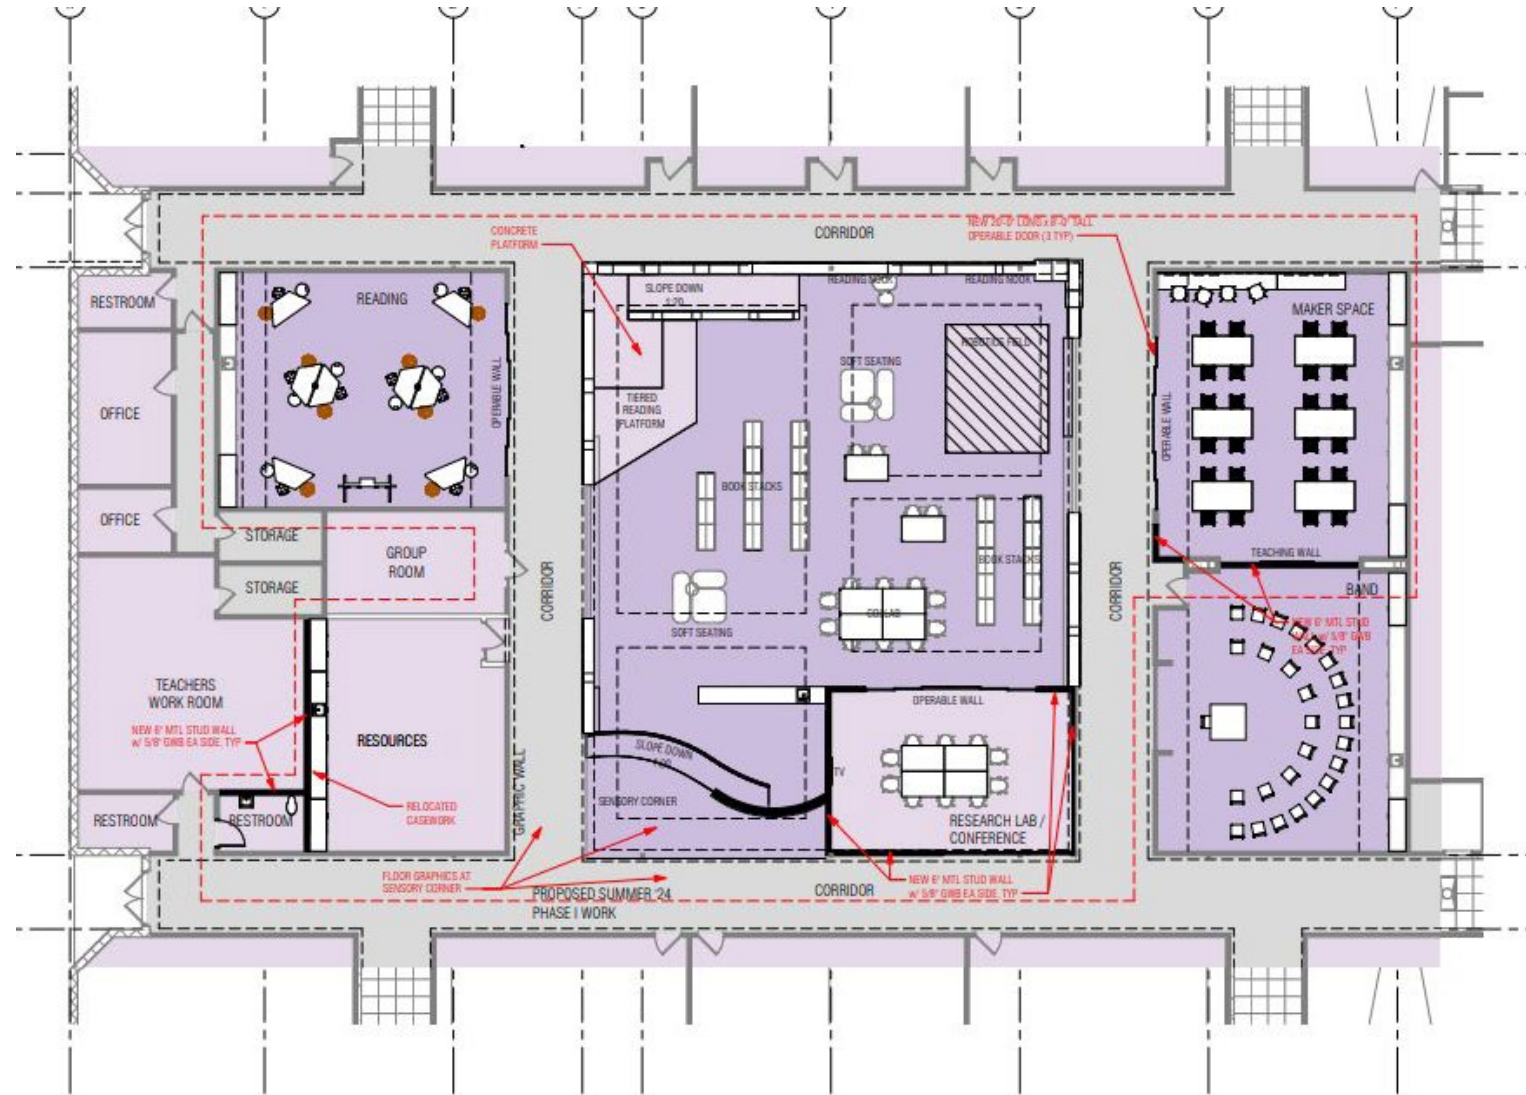 CONCRETE
PLATFORM
CORRIDOR
NEW 20'-0" LONG x 8'-0" TALL
OPERABLE DOOR (3 TYP)
RESTROOM
READING
SLOPE DOWN
1:20
READING NOOK
READING NOOK
MAKER SPACE
ROBOTICS FIELD
OPERABLE WALL
SOFT SEATING
OFFICE
TIERED
READING
PLATFORM
OPERABLE WALL
BOOK STACKS
OFFICE
STORAGE
GROUP
ROOM
BOOK STACKS
TEACHING WALL
STORAGE
CORRIDOR
CORRIDOR
BAND
COLLAB
SOFT SEATING
NEW 6" MTL STUD
WALL w/ 5/8" GWB
EA SIDE, TYP
TEACHERS
WORK ROOM
OPERABLE WALL
NEW 6" MTL STUD WALL
w/ 5/8" GWB EA SIDE, TYP
RESOURCES
SLOPE DOWN
1:20
TV
GRAPHIC WALL
SENSORY CORNER
RELOCATED
CASEWORK
RESTROOM
RESTROOM
RESEARCH LAB /
CONFERENCE
FLOOR GRAPHICS AT
SENSORY CORNER
PROPOSED SUMMER '24
PHASE I WORK
CORRIDOR
NEW 6" MTL STUD WALL
w/ 5/8" GWB EA SIDE, TYP